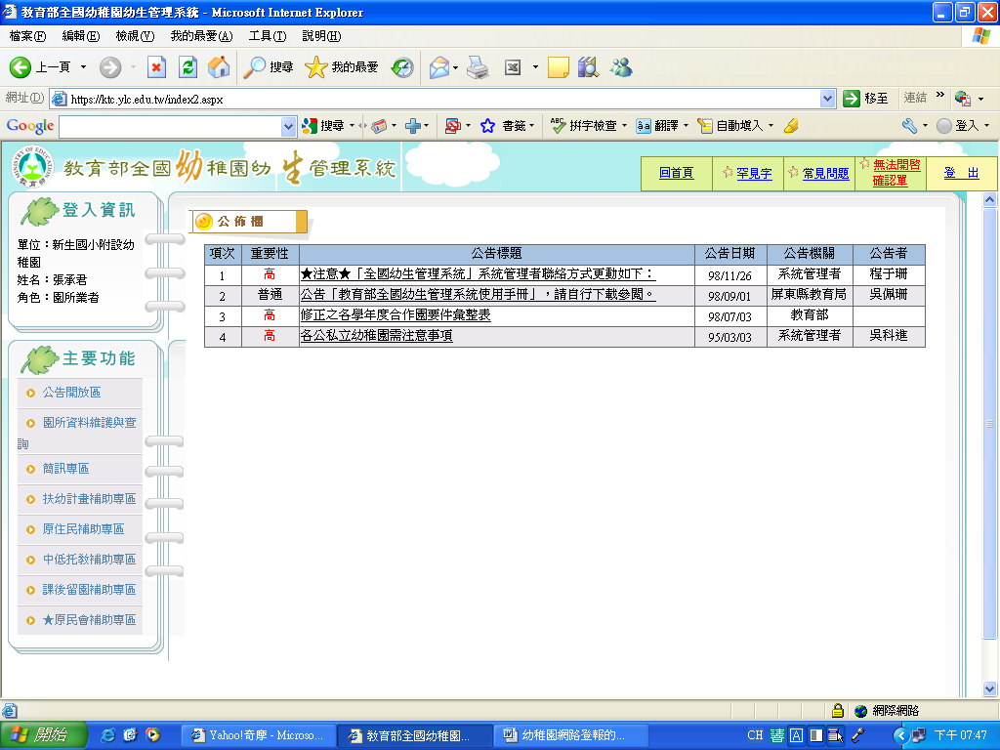 教育部全國幼稚園幼生管理系統 - Microsoft Internet Explorer
檔案(F) 編輯(E) 檢視(V) 我的最愛(A) 工具(T) 說明(H)
上一頁 搜尋 我的最愛
網址(D) https://ktc.ylc.edu.tw/index2.aspx 移至 連結 »
Google 搜尋 書籤 拼字檢查 翻譯 自動填入 登入
MINISTRY OF EDUCATION 教育部
教育部全國幼稚園幼生管理系統
回首頁 ☆罕見字 ☆常見問題 ☆無法開啓確認單 登 出
登入資訊
單位：新生國小附設幼
稚園
姓名：張承君
角色：園所業者
主要功能
公告開放區
園所資料維護與查
詢
簡訊專區
扶幼計畫補助專區
原住民補助專區
中低托教補助專區
課後留園補助專區
★原民會補助專區
公佈欄
項次 重要性 公告標題 公告日期 公告機關 公告者
1 高 ★注意★「全國幼生管理系統」系統管理者聯絡方式更動如下： 98/11/26 系統管理者 程于珊
2 普通 公告「教育部全國幼生管理系統使用手冊」，請自行下載參閱。 98/09/01 屏東縣教育局 吳佩珊
3 高 修正之各學年度合作園要件彙整表 98/07/03 教育部
4 高 各公私立幼稚園需注意事項 95/03/03 系統管理者 吳科進
網際網路
開始 Yahoo!奇摩 - Microso... 教育部全國幼稚園... 幼稚園網路登報的... CH 下午 07:47